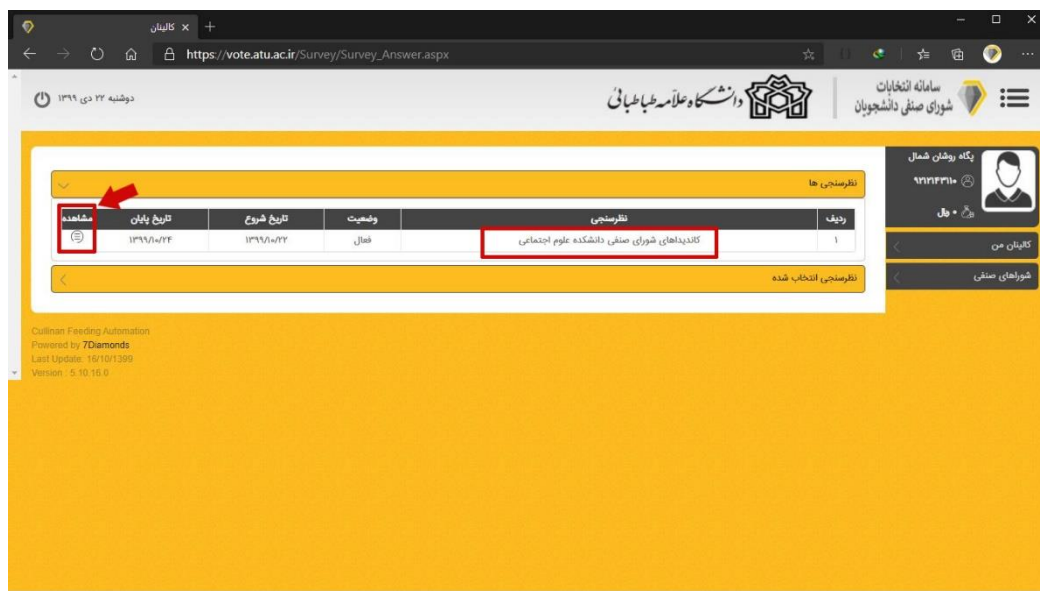 کالینان
https://vote.atu.ac.ir/Survey/Survey_Answer.aspx
سامانه انتخابات
شورای صنفی دانشجویان
دانشگاه علامه طباطبائی
دوشنبه ۲۲ دی ۱۳۹۹
پگاه روشان شمال
۰ ریال
کالینان من
شوراهای صنفی
نظرسنجی ها
ردیف نظرسنجی وضعیت تاریخ شروع تاریخ پایان مشاهده
۱ کاندیداهای شورای صنفی دانشکده علوم اجتماعی فعال ۱۳۹۹/۱۰/۲۲ ۱۳۹۹/۱۰/۲۴
نظرسنجی انتخاب شده
Cullinan Feeding Automation
Powered by 7Diamonds
Last Update: 16/10/1399
Version : 5.10.16.0